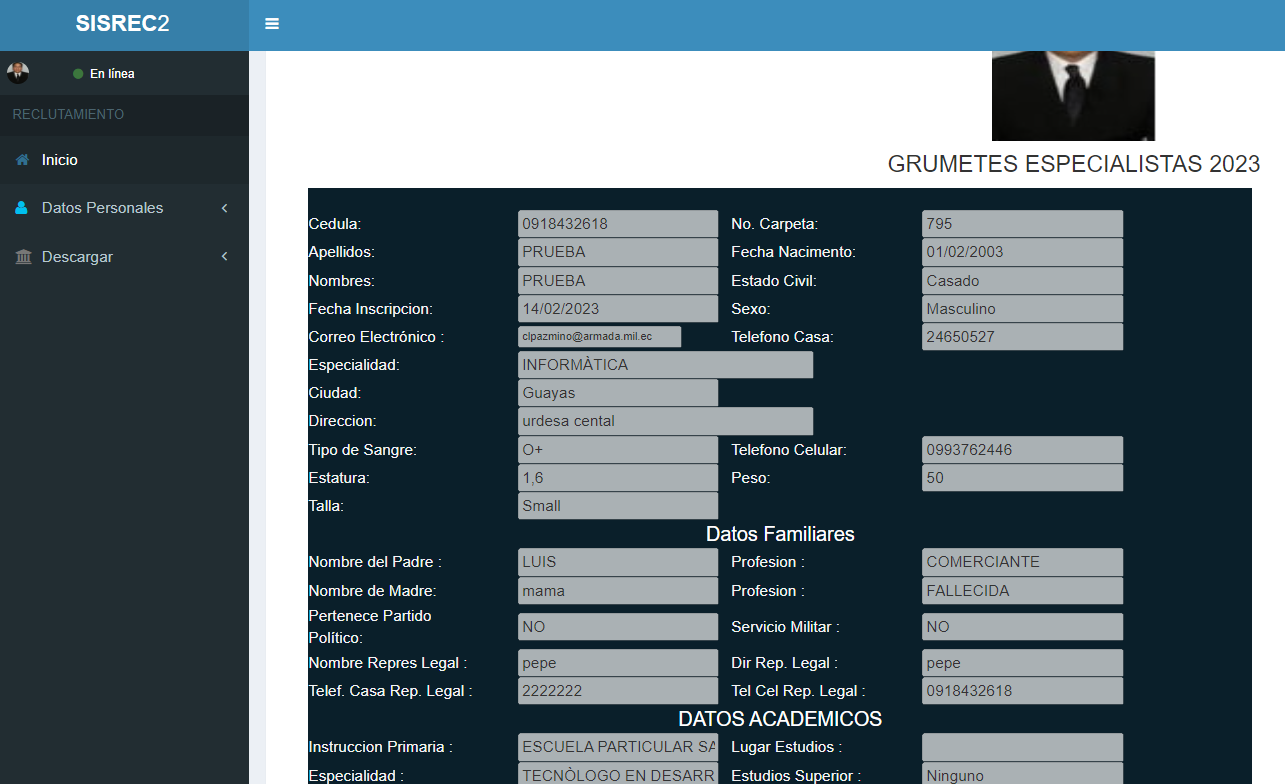 SISREC2
En línea
RECLUTAMIENTO
Inicio
Datos Personales
Descargar
GRUMETES ESPECIALISTAS 2023
Cedula: 0918432618 No. Carpeta: 795
Apellidos: PRUEBA Fecha Nacimento: 01/02/2003
Nombres: PRUEBA Estado Civil: Casado
Fecha Inscripcion: 14/02/2023 Sexo: Masculino
Correo Electrónico : clpazmino@armada.mil.ec Telefono Casa: 24650527
Especialidad: INFORMÀTICA
Ciudad: Guayas
Direccion: urdesa cental
Tipo de Sangre: O+ Telefono Celular: 0993762446
Estatura: 1,6 Peso: 50
Talla: Small
Datos Familiares
Nombre del Padre : LUIS Profesion : COMERCIANTE
Nombre de Madre: mama Profesion : FALLECIDA
Pertenece Partido
Político: NO Servicio Militar : NO
Nombre Repres Legal : pepe Dir Rep. Legal : pepe
Telef. Casa Rep. Legal : 2222222 Tel Cel Rep. Legal : 0918432618
DATOS ACADEMICOS
Instruccion Primaria : ESCUELA PARTICULAR SA Lugar Estudios :
Especialidad : TECNÒLOGO EN DESARR Estudios Superior : Ninguno